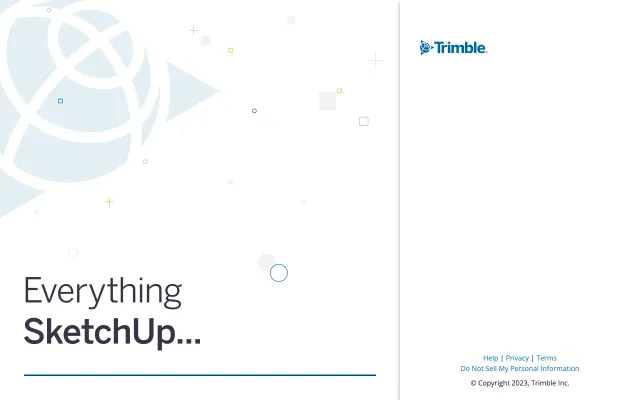 Everything
SketchUp...
Trimble.
Help | Privacy | Terms
Do Not Sell My Personal Information
© Copyright 2023, Trimble Inc.